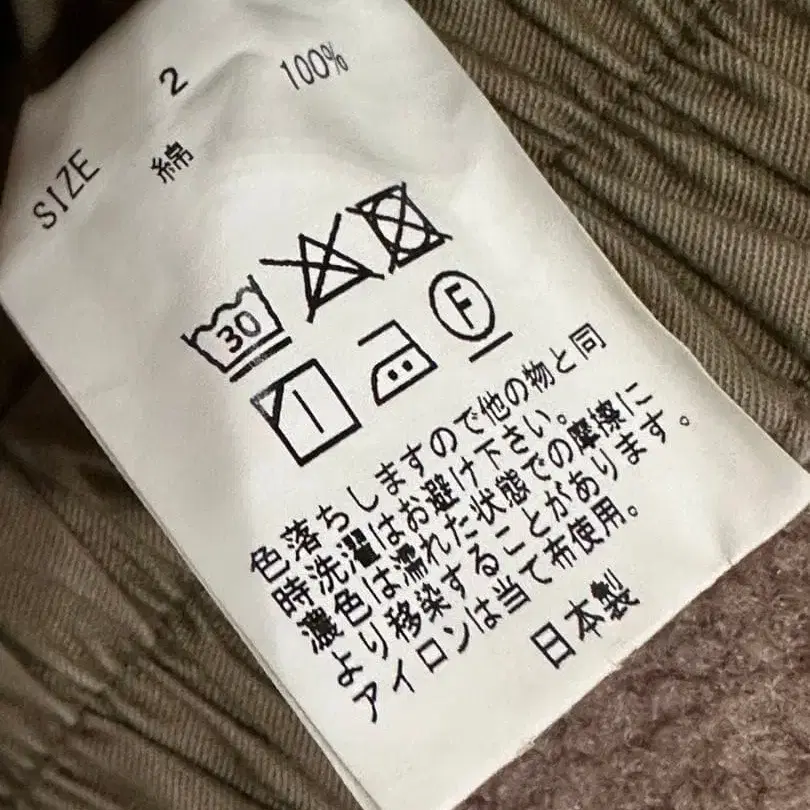 SIZE 2
綿 100%
30
F
色落ちしますので他の物と同
時洗濯はお避け下さい。
濃色は濡れた状態での摩擦に
より移染することがあります。
アイロンは当て布使用。
日本製